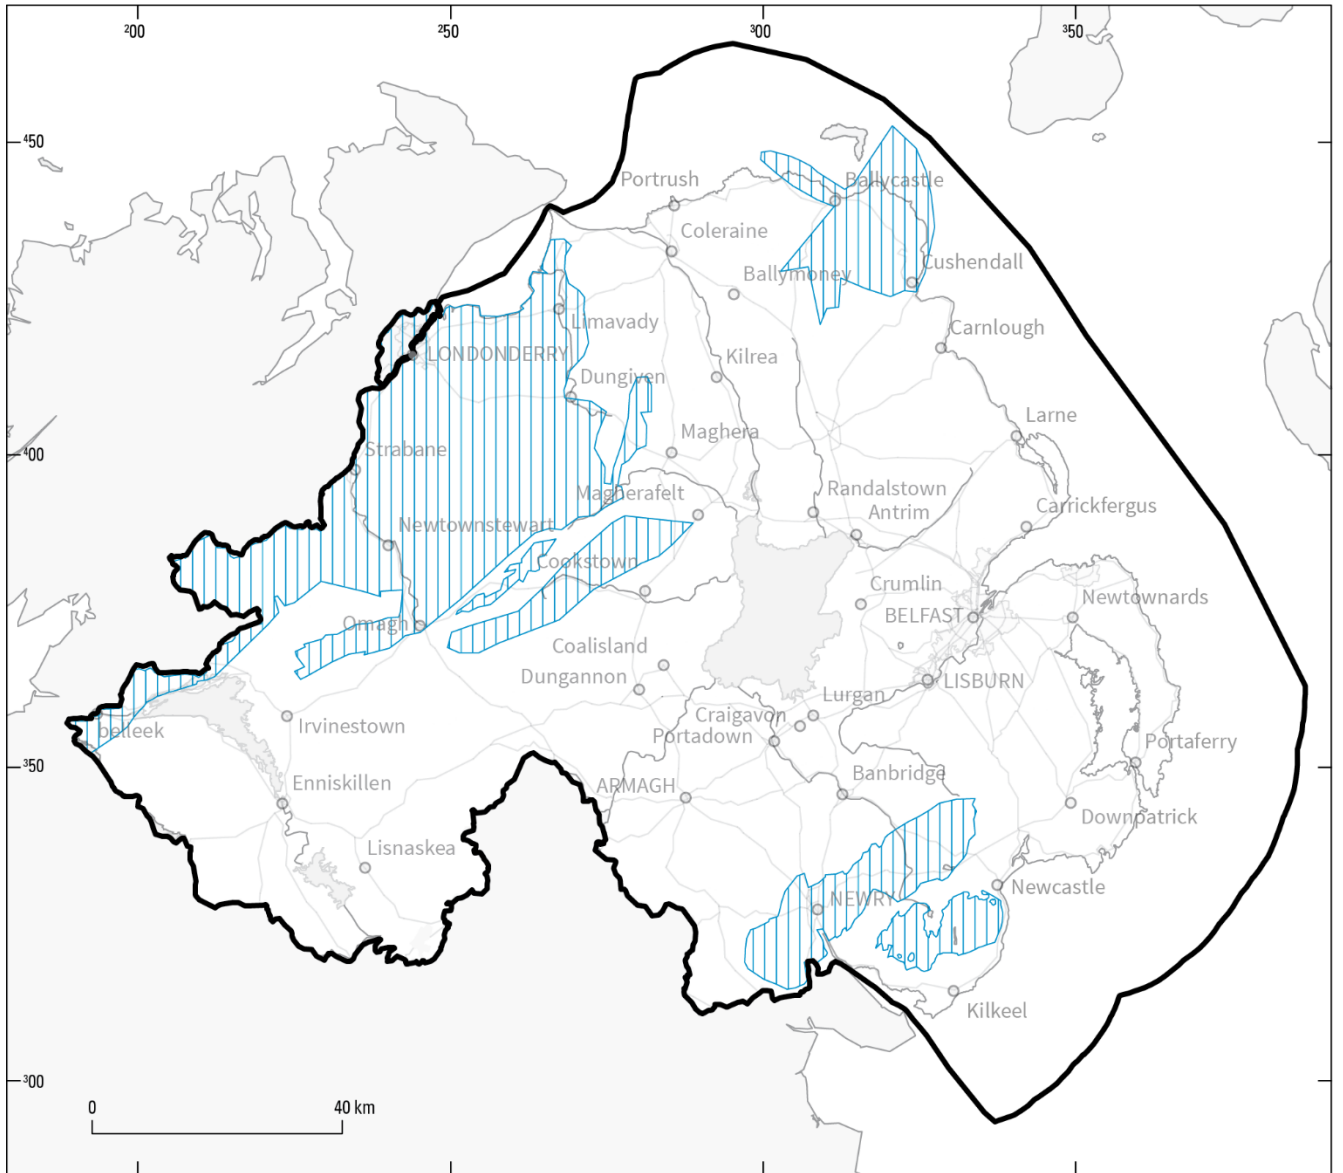 200 250 300 350
450
Portrush
Ballycastle
Coleraine
Cushendall
Ballymoney
Limavady
Carnlough
LONDONDERRY
Kilrea
Dungiven
Larne
Maghera
400
Strabane
Magherafelt
Randalstown
Antrim
Carrickfergus
Newtownstewart
Cookstown
Crumlin
Newtownards
BELFAST
Omagh
Coalisland
Dungannon
LISBURN
Lurgan
Craigavon
Irvinestown
belleek
Portadown
Portaferry
350
Banbridge
Enniskillen
ARMAGH
Downpatrick
Lisnaskea
Newcastle
NEWRY
Kilkeel
300
0 40 km